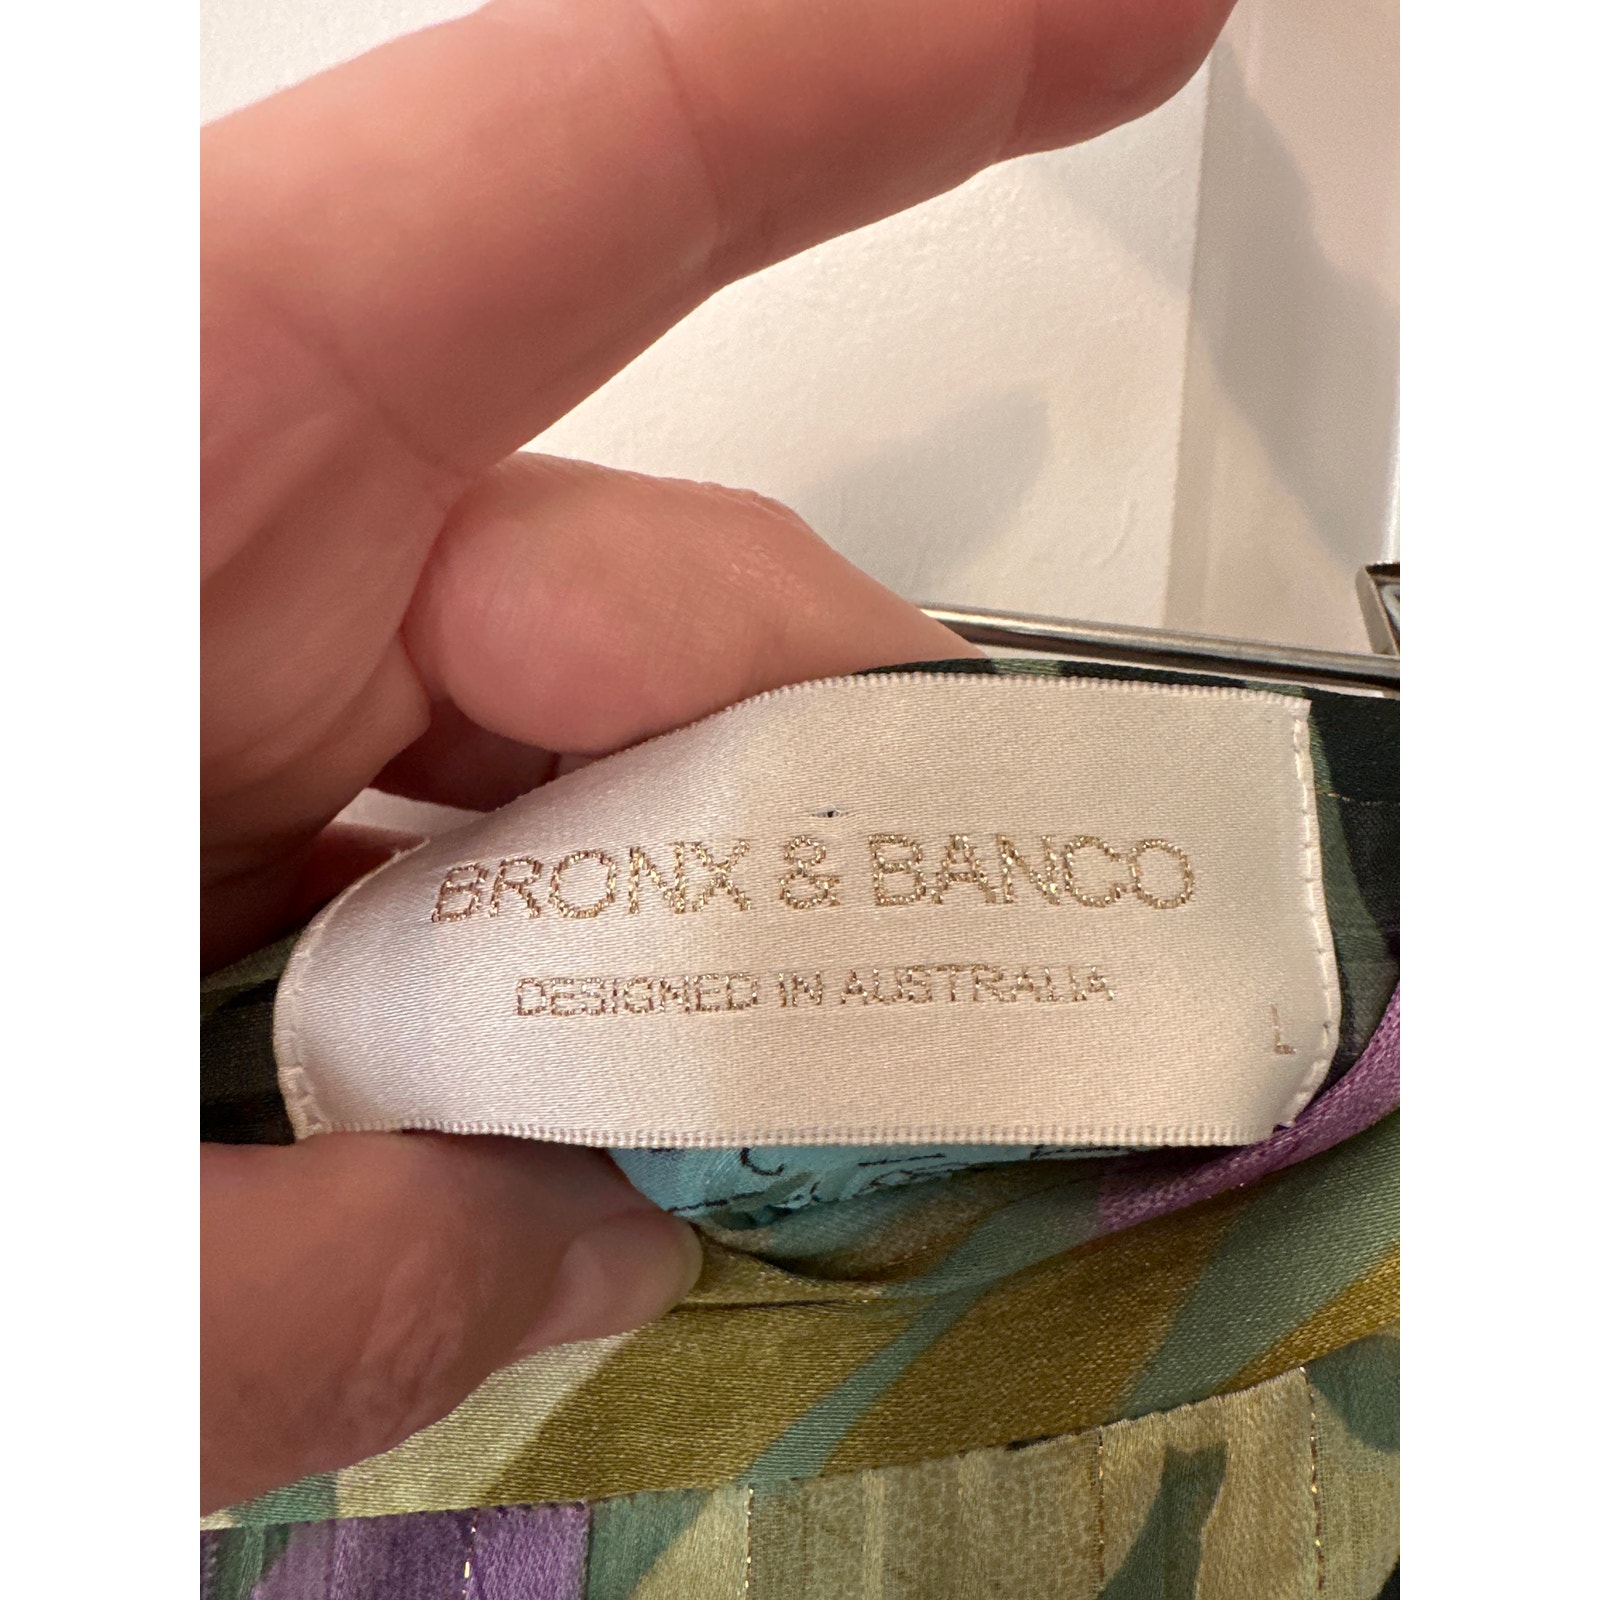 BRONX & BANCO
DESIGNED IN AUSTRALIA
L